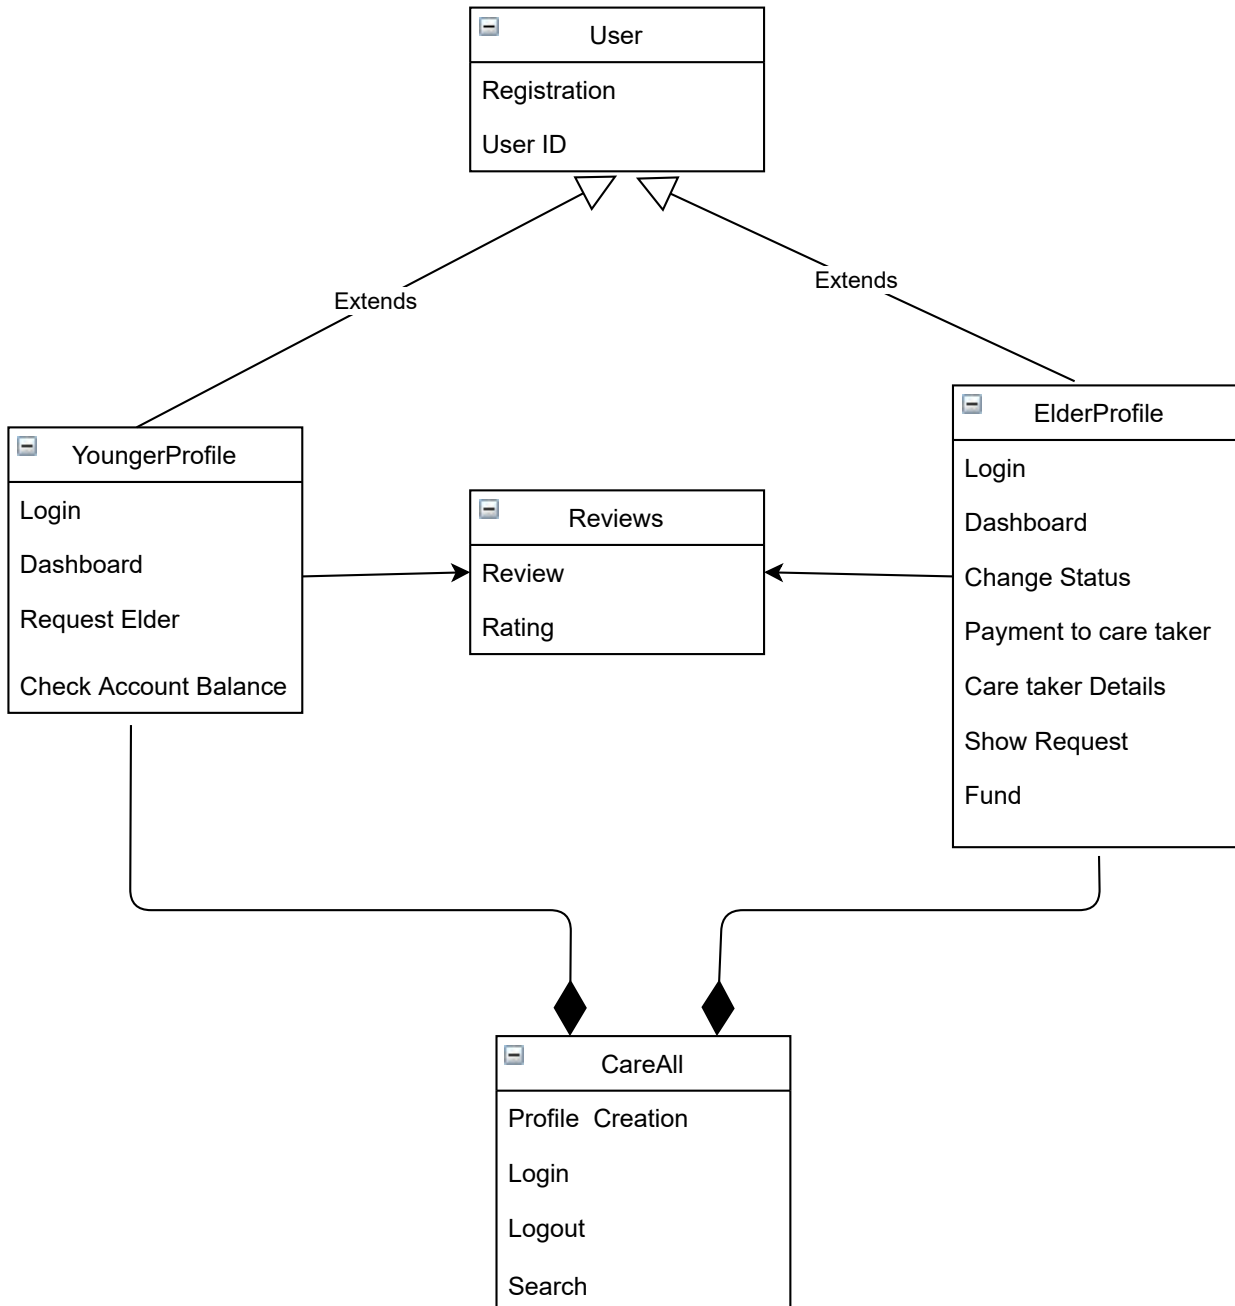 User
Registration
User ID
Extends
Extends
YoungerProfile
Login
Dashboard
Request Elder
Check Account Balance
Reviews
Review
Rating
ElderProfile
Login
Dashboard
Change Status
Payment to care taker
Care taker Details
Show Request
Fund
CareAll
Profile  Creation
Login
Logout
Search